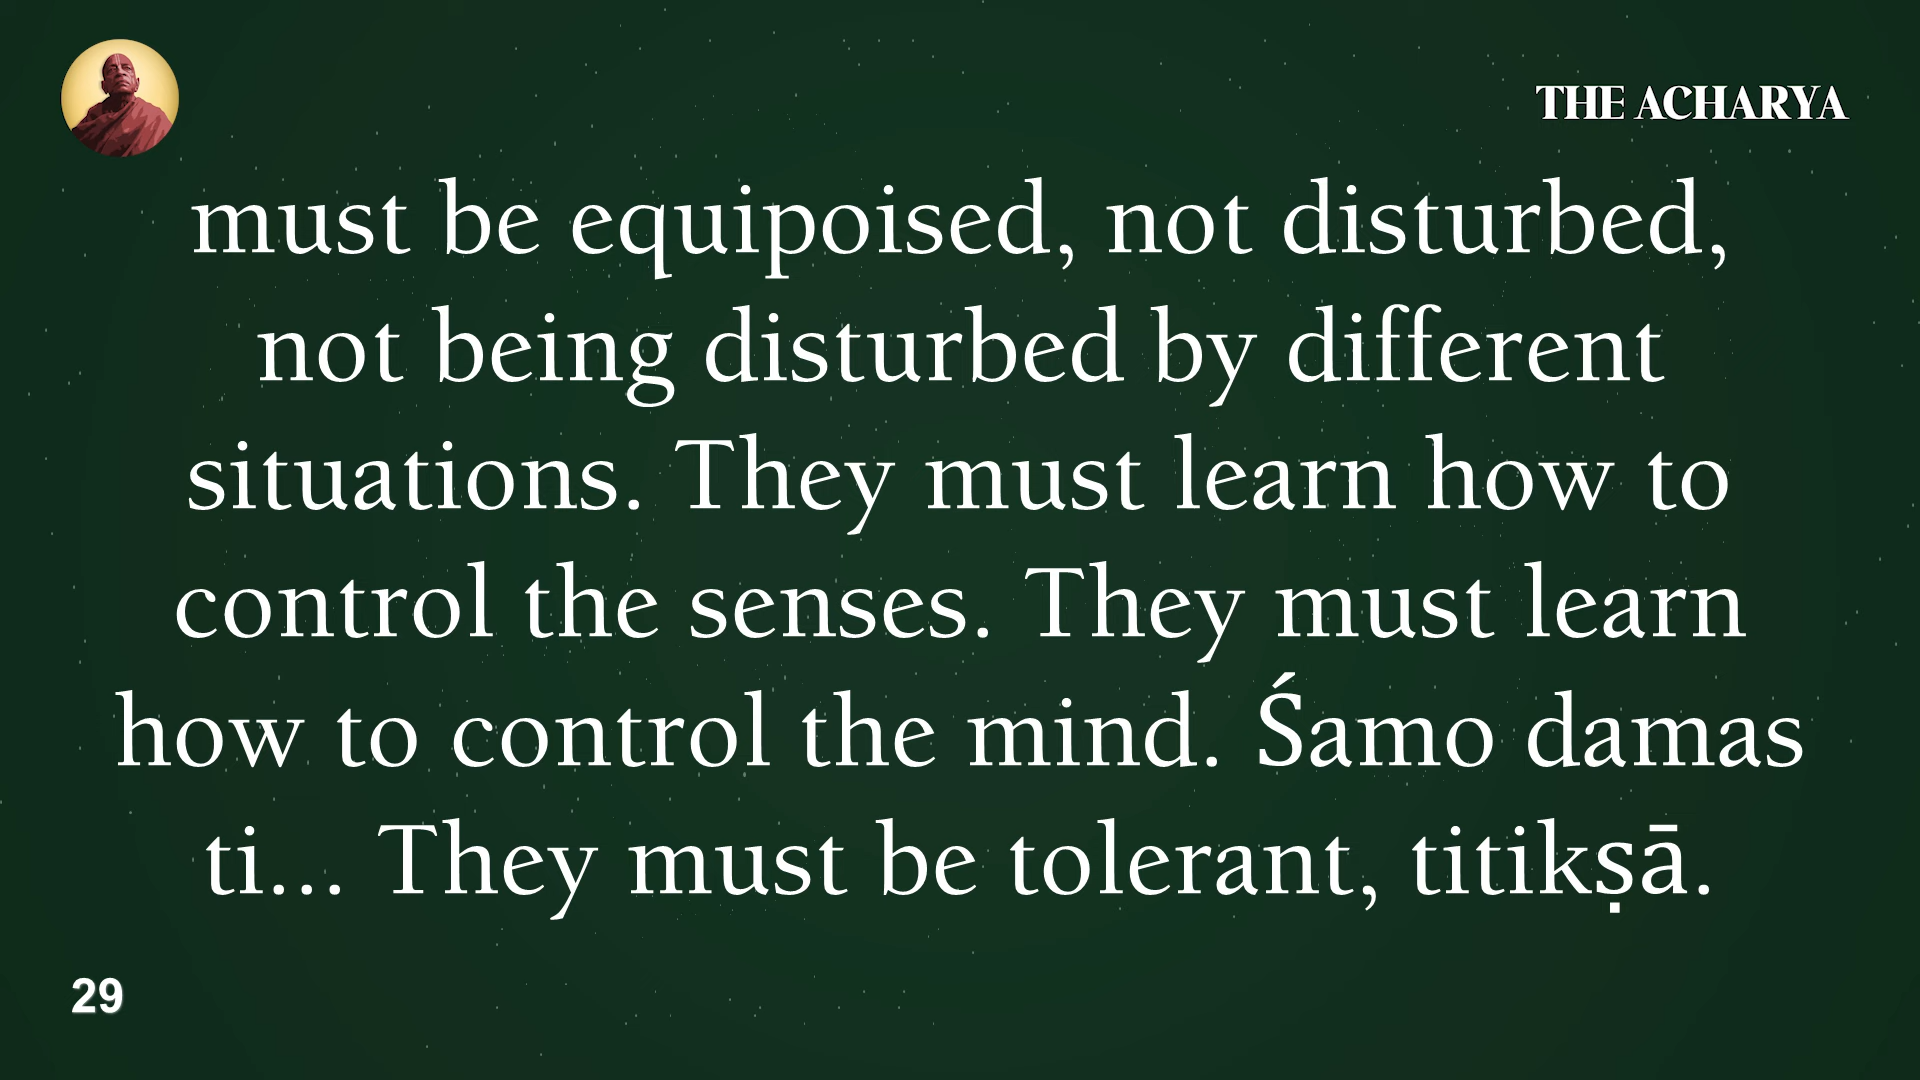 THE ACHARYA
must be equipoised, not disturbed,
not being disturbed by different
situations. They must learn how to
control the senses. They must learn
how to control the mind. Śamo damas
ti... They must be tolerant, titikṣā.
29